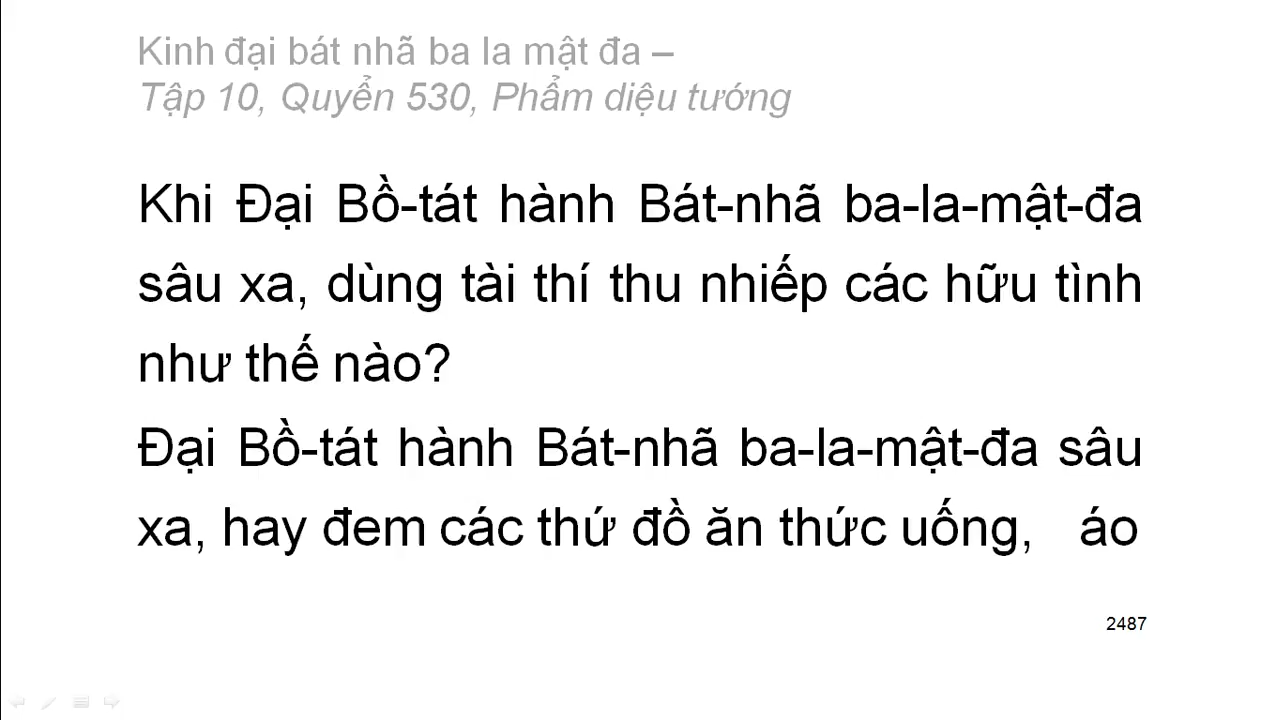 Kinh đại bát nhã ba la mật đa –
Tập 10, Quyển 530, Phẩm diệu tướng
Khi Đại Bồ-tát hành Bát-nhã ba-la-mật-đa
sâu xa, dùng tài thí thu nhiếp các hữu tình
như thế nào?
Đại Bồ-tát hành Bát-nhã ba-la-mật-đa sâu
xa, hay đem các thứ đồ ăn thức uống, áo
2487